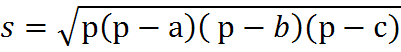 s = √p(p − a)( p − b)(p − c)